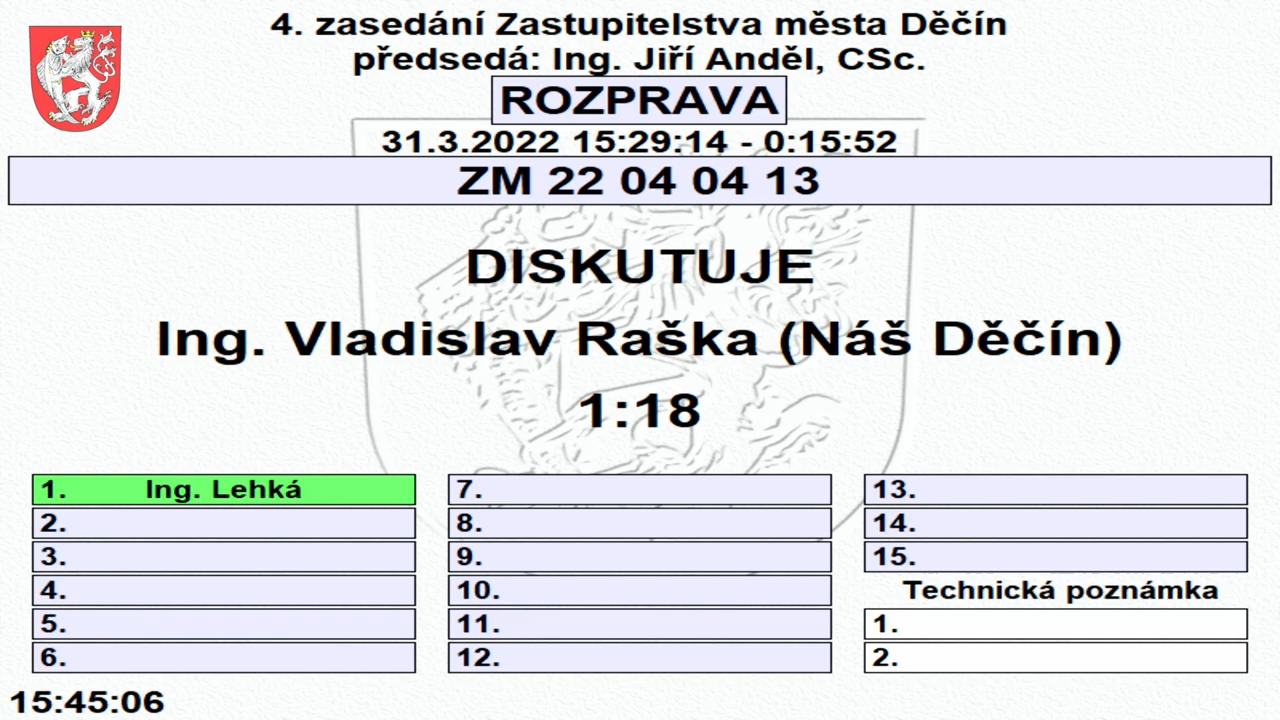 4. zasedání Zastupitelstva města Děčín
předsedá: Ing. Jiří Anděl, CSc.
ROZPRAVA
31.3.2022 15:29:14 - 0:15:52
ZM 22 04 04 13
DISKUTUJE
Ing. Vladislav Raška (Náš Děčín)
1:18
1. Ing. Lehká
2.
3.
4.
5.
6.
7.
8.
9.
10.
11.
12.
13.
14.
15.
Technická poznámka
1.
2.
15:45:06